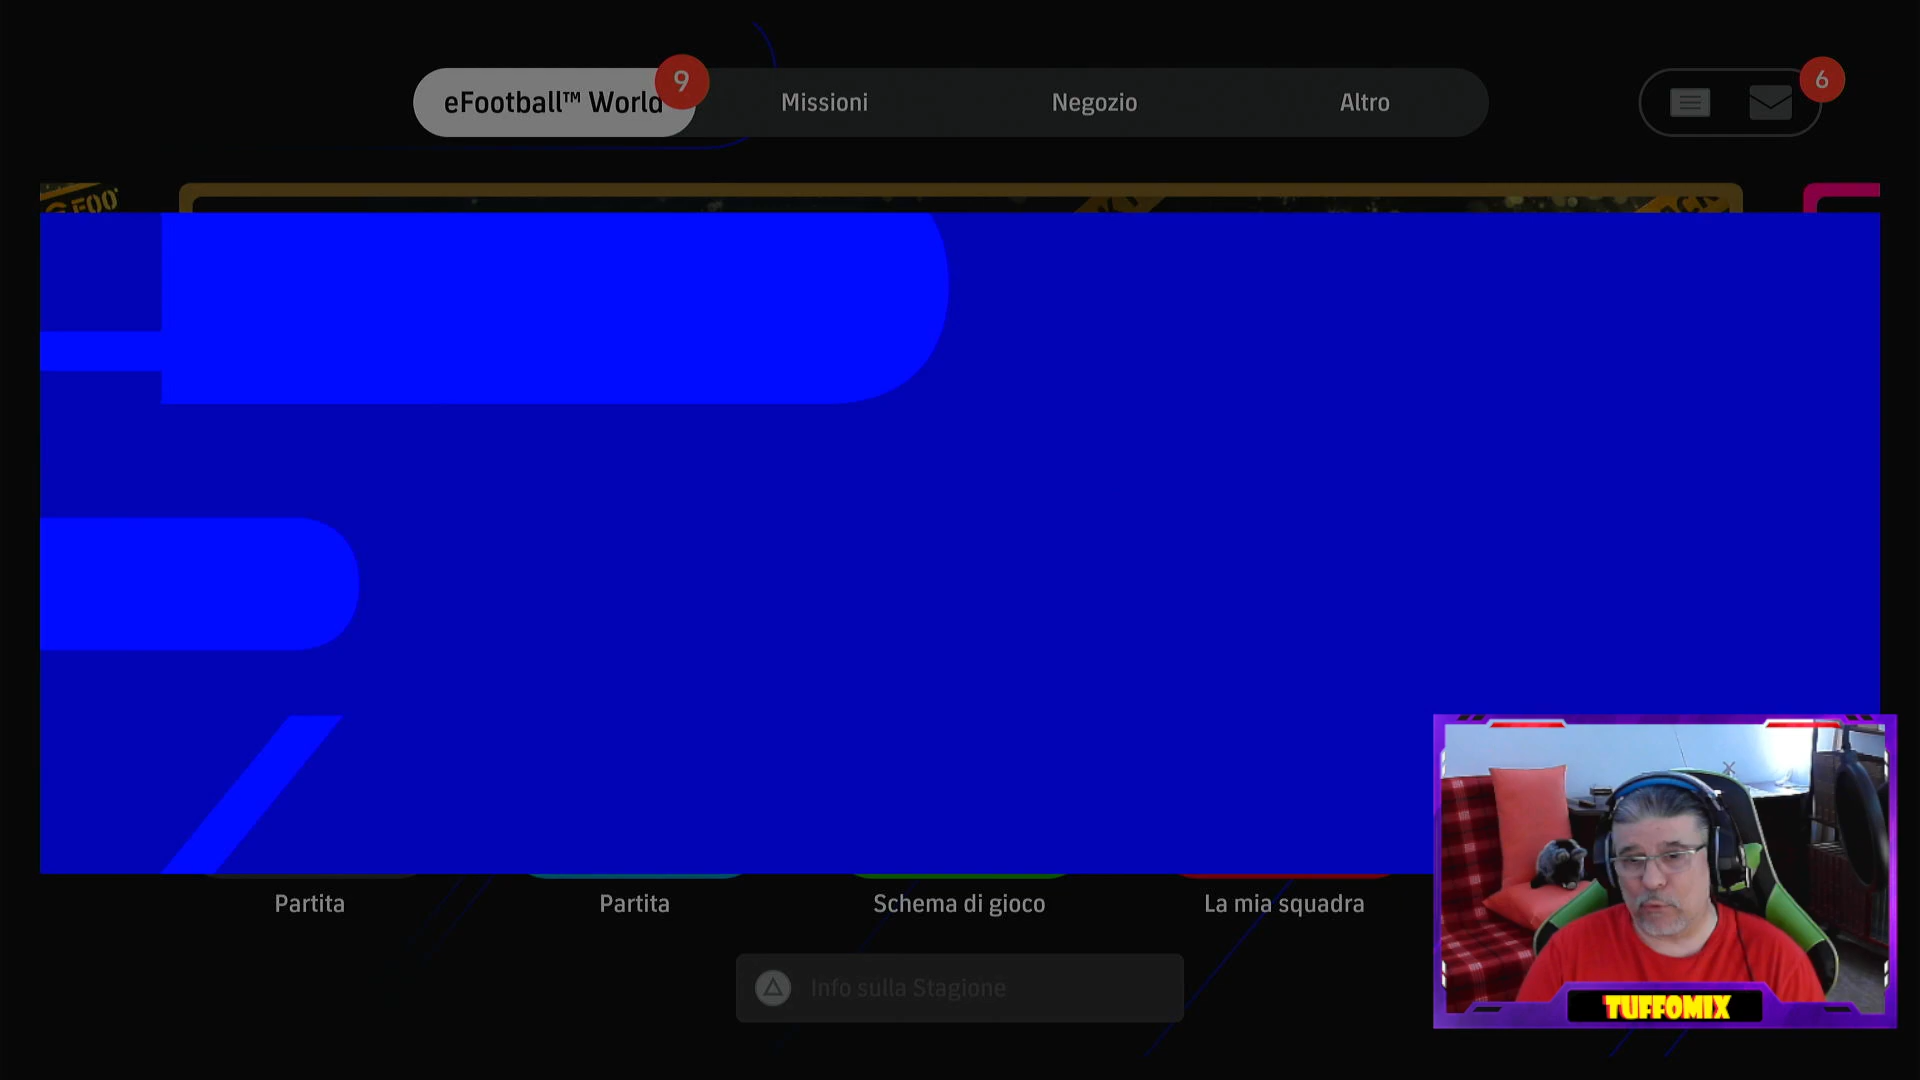 eFootball™ World
9
Missioni
Negozio
Altro
6
Partita
Partita
Schema di gioco
La mia squadra
Info sulla Stagione
TUFFOMIX